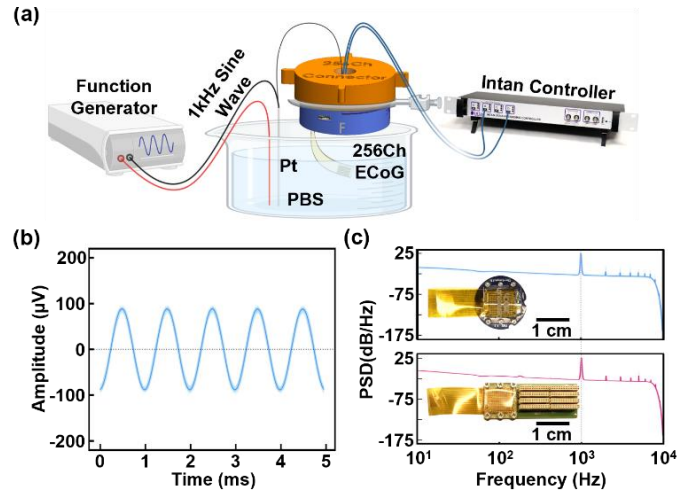 (a)
Function
Generator
1kHz Sine
Wave
256Ch
Connector
F
Intan Controller
256Ch
ECoG
Pt
PBS
(b)
Amplitude (µV)
200
100
0
-100
-200
0 1 2 3 4 5
Time (ms)
(c)
PSD(dB/Hz)
25
-75
-175
1 cm
25
-75
-175
1 cm
10¹ 10² 10³ 10⁴
Frequency (Hz)